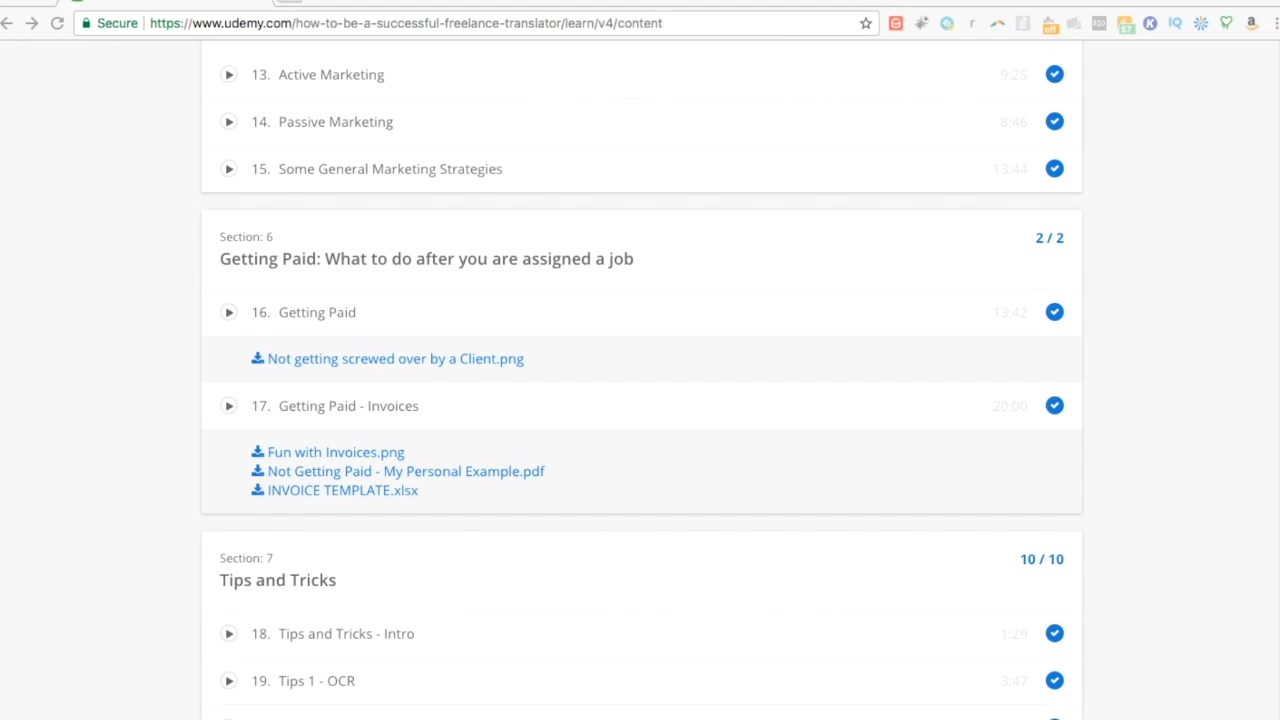 Secure https://www.udemy.com/how-to-be-a-successful-freelance-translator/learn/v4/content
13. Active Marketing 9:25
14. Passive Marketing 8:46
15. Some General Marketing Strategies 13:44
Section: 6
2 / 2
Getting Paid: What to do after you are assigned a job
16. Getting Paid 13:42
Not getting screwed over by a Client.png
17. Getting Paid - Invoices 20:00
Fun with Invoices.png
Not Getting Paid - My Personal Example.pdf
INVOICE TEMPLATE.xlsx
Section: 7
10 / 10
Tips and Tricks
18. Tips and Tricks - Intro 1:29
19. Tips 1 - OCR 3:47